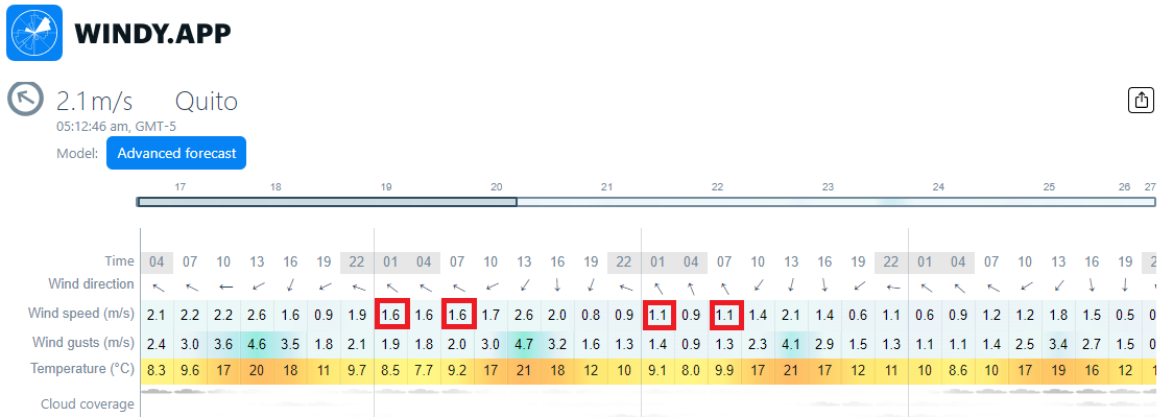 WINDY.APP
2.1 m/s Quito
05:12:46 am, GMT-5
Model: Advanced forecast
17 18 19 20 21 22 23 24 25 26 27
Time 04 07 10 13 16 19 22 01 04 07 10 13 16 19 22 01 04 07 10 13 16 19 22 01 04 07 10 13 16 19 2
Wind direction
Wind speed (m/s) 2.1 2.2 2.2 2.6 1.6 0.9 1.9 1.6 1.6 1.6 1.7 2.6 2.0 0.8 0.9 1.1 0.9 1.1 1.4 2.1 1.4 0.6 1.1 0.6 0.9 1.2 1.2 1.8 1.5 0.5 0
Wind gusts (m/s) 2.4 3.0 3.6 4.6 3.5 1.8 2.1 1.9 1.8 2.0 3.0 4.7 3.2 1.6 1.3 1.4 0.9 1.3 2.3 4.1 2.9 1.5 1.3 1.1 1.1 1.4 2.5 3.4 2.7 1.5 0
Temperature (°C) 8.3 9.6 17 20 18 11 9.7 8.5 7.7 9.2 17 21 18 12 10 9.1 8.0 9.9 17 21 17 12 11 10 8.6 10 17 19 16 12 1
Cloud coverage